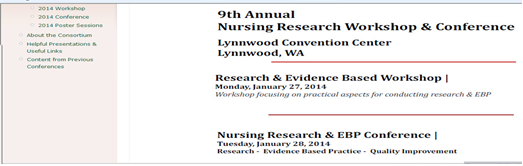 2014 Workshop
2014 Conference
2014 Poster Sessions
About the Consortium
Helpful Presentations &
Useful Links
Content from Previous
Conferences
9th Annual
Nursing Research Workshop & Conference
Lynnwood Convention Center
Lynnwood, WA
Research & Evidence Based Workshop |
Monday, January 27, 2014
Workshop focusing on practical aspects for conducting research & EBP
Nursing Research & EBP Conference |
Tuesday, January 28, 2014
Research - Evidence Based Practice - Quality Improvement